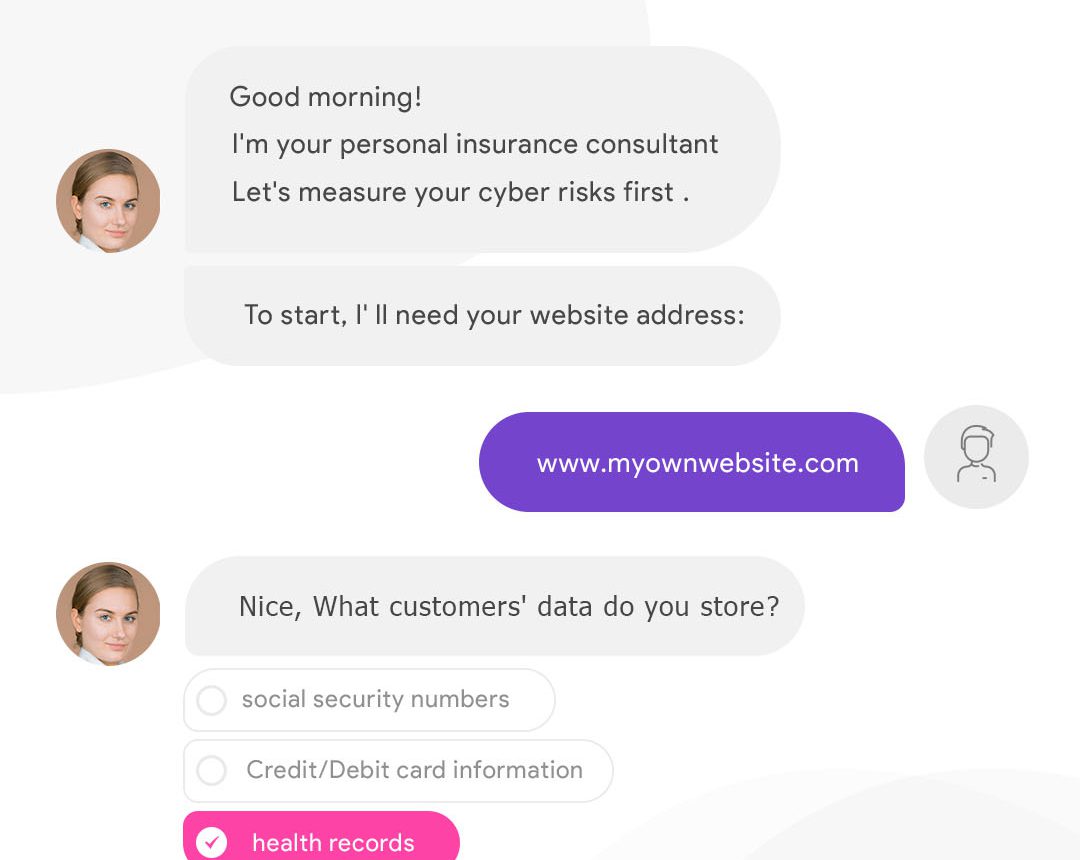 Good morning!
I'm your personal insurance consultant
Let's measure your cyber risks first .
To start, I' ll need your website address:
www.myownwebsite.com
Nice, What customers' data do you store?
social security numbers
Credit/Debit card information
health records